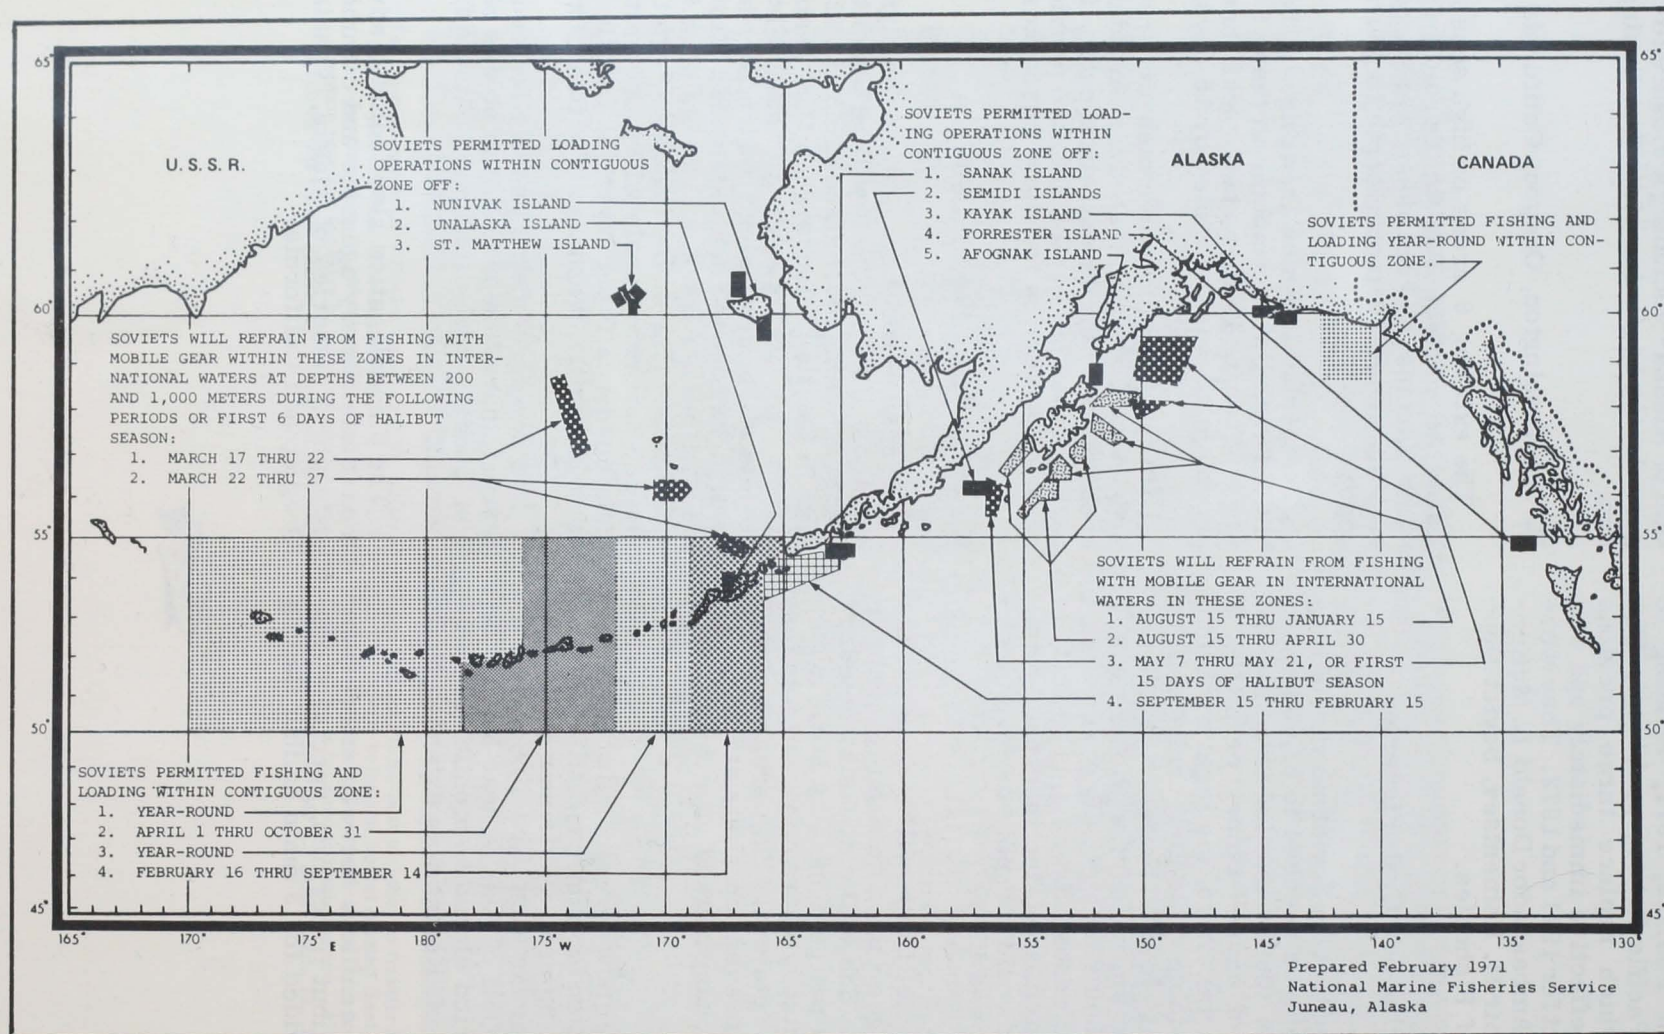 65°
65°
U.S.S.R.
ALASKA
CANADA
SOVIETS PERMITTED LOADING
OPERATIONS WITHIN CONTIGUOUS
ZONE OFF:
1. NUNIVAK ISLAND
2. UNALASKA ISLAND
3. ST. MATTHEW ISLAND
SOVIETS PERMITTED LOAD-
ING OPERATIONS WITHIN
CONTIGUOUS ZONE OFF:
1. SANAK ISLAND
2. SEMIDI ISLANDS
3. KAYAK ISLAND
4. FORRESTER ISLAND
5. AFOGNAK ISLAND
SOVIETS PERMITTED FISHING AND
LOADING YEAR-ROUND WITHIN CON-
TIGUOUS ZONE.
60°
60°
SOVIETS WILL REFRAIN FROM FISHING WITH
MOBILE GEAR WITHIN THESE ZONES IN INTER-
NATIONAL WATERS AT DEPTHS BETWEEN 200
AND 1,000 METERS DURING THE FOLLOWING
PERIODS OR FIRST 6 DAYS OF HALIBUT
SEASON:
1. MARCH 17 THRU 22
2. MARCH 22 THRU 27
55°
55°
SOVIETS WILL REFRAIN FROM FISHING
WITH MOBILE GEAR IN INTERNATIONAL
WATERS IN THESE ZONES:
1. AUGUST 15 THRU JANUARY 15
2. AUGUST 15 THRU APRIL 30
3. MAY 7 THRU MAY 21, OR FIRST
15 DAYS OF HALIBUT SEASON
4. SEPTEMBER 15 THRU FEBRUARY 15
50°
50°
SOVIETS PERMITTED FISHING AND
LOADING WITHIN CONTIGUOUS ZONE:
1. YEAR-ROUND
2. APRIL 1 THRU OCTOBER 31
3. YEAR-ROUND
4. FEBRUARY 16 THRU SEPTEMBER 14
45°
45°
165° 170° 175° E 180° 175° W 170° 165° 160° 155° 150° 145° 140° 135° 130°
Prepared February 1971
National Marine Fisheries Service
Juneau, Alaska